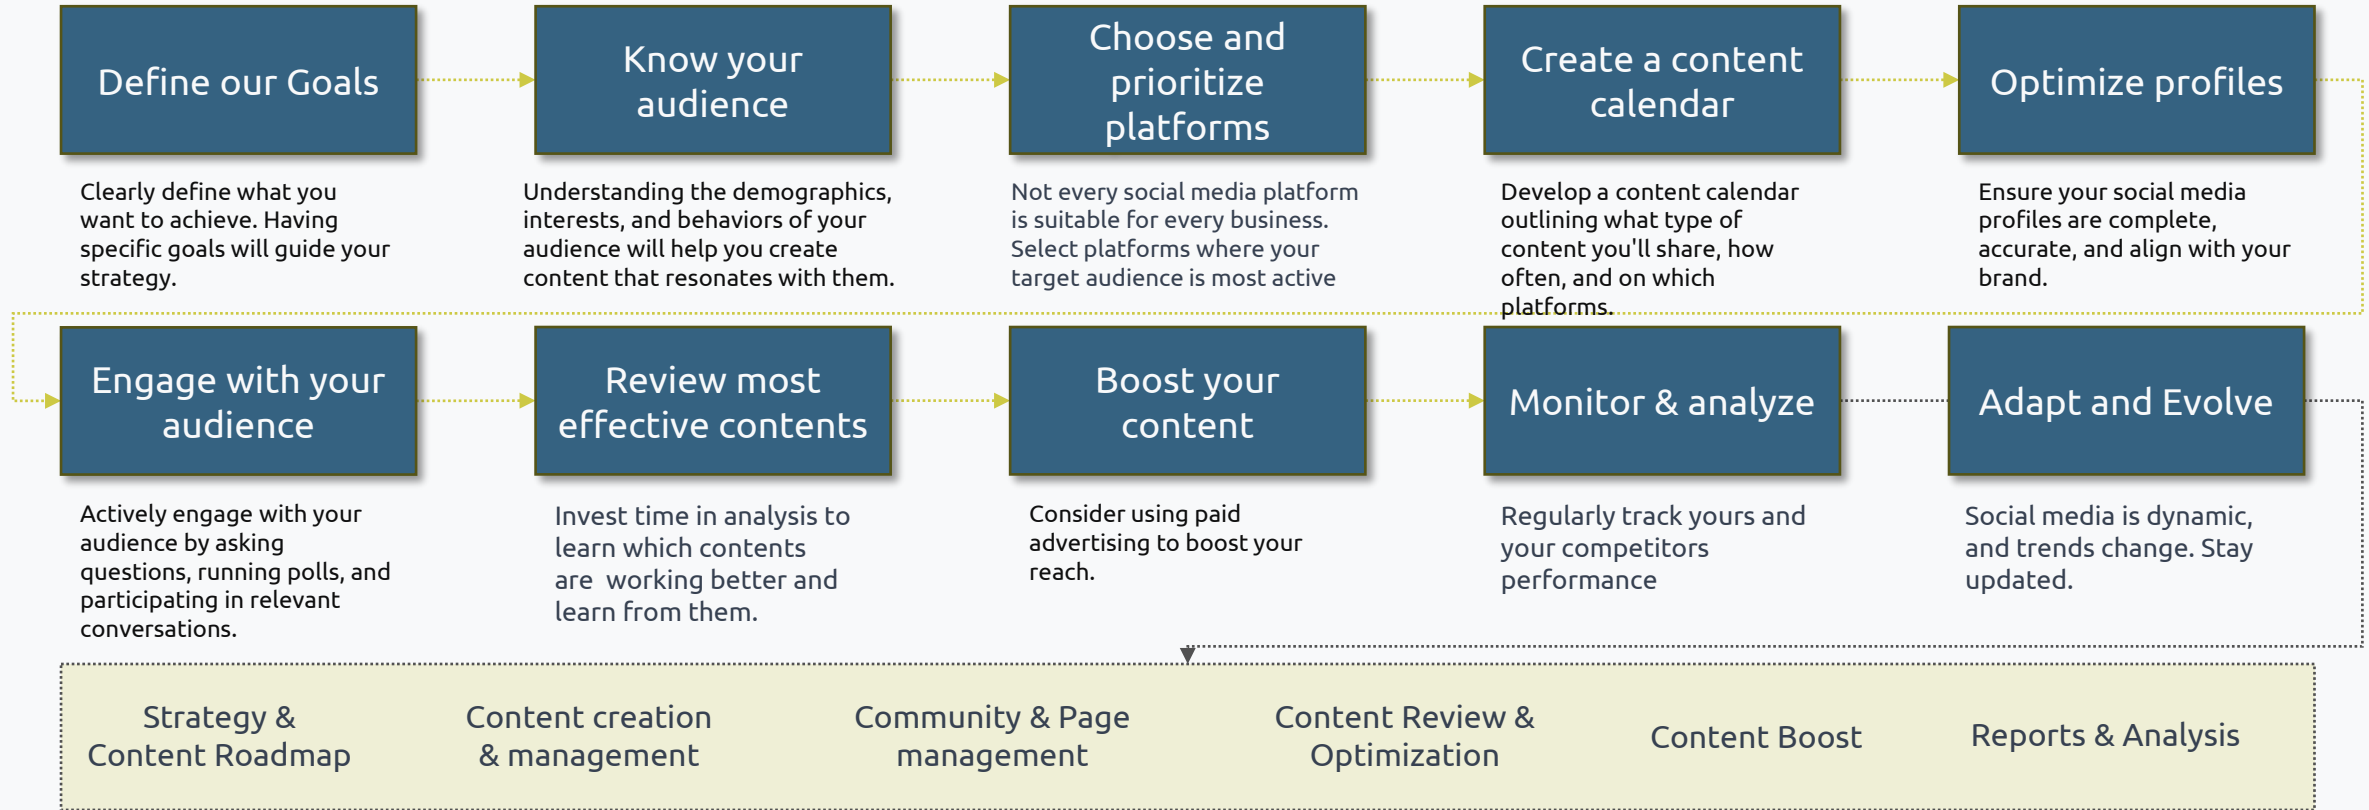 Define our Goals
Know your
audience
Choose and
prioritize
platforms
Create a content
calendar
Optimize profiles
Clearly define what you
want to achieve. Having
specific goals will guide your
strategy.
Understanding the demographics,
interests, and behaviors of your
audience will help you create
content that resonates with them.
Not every social media platform
is suitable for every business.
Select platforms where your
target audience is most active
Develop a content calendar
outlining what type of
content you'll share, how
often, and on which
platforms.
Ensure your social media
profiles are complete,
accurate, and align with your
brand.
Engage with your
audience
Review most
effective contents
Boost your
content
Monitor & analyze
Adapt and Evolve
Actively engage with your
audience by asking
questions, running polls, and
participating in relevant
conversations.
Invest time in analysis to
learn which contents
are  working better and
learn from them.
Consider using paid
advertising to boost your
reach.
Regularly track yours and
your competitors
performance
Social media is dynamic,
and trends change. Stay
updated.
Strategy &
Content Roadmap
Content creation
& management
Community & Page
management
Content Review &
Optimization
Content Boost
Reports & Analysis